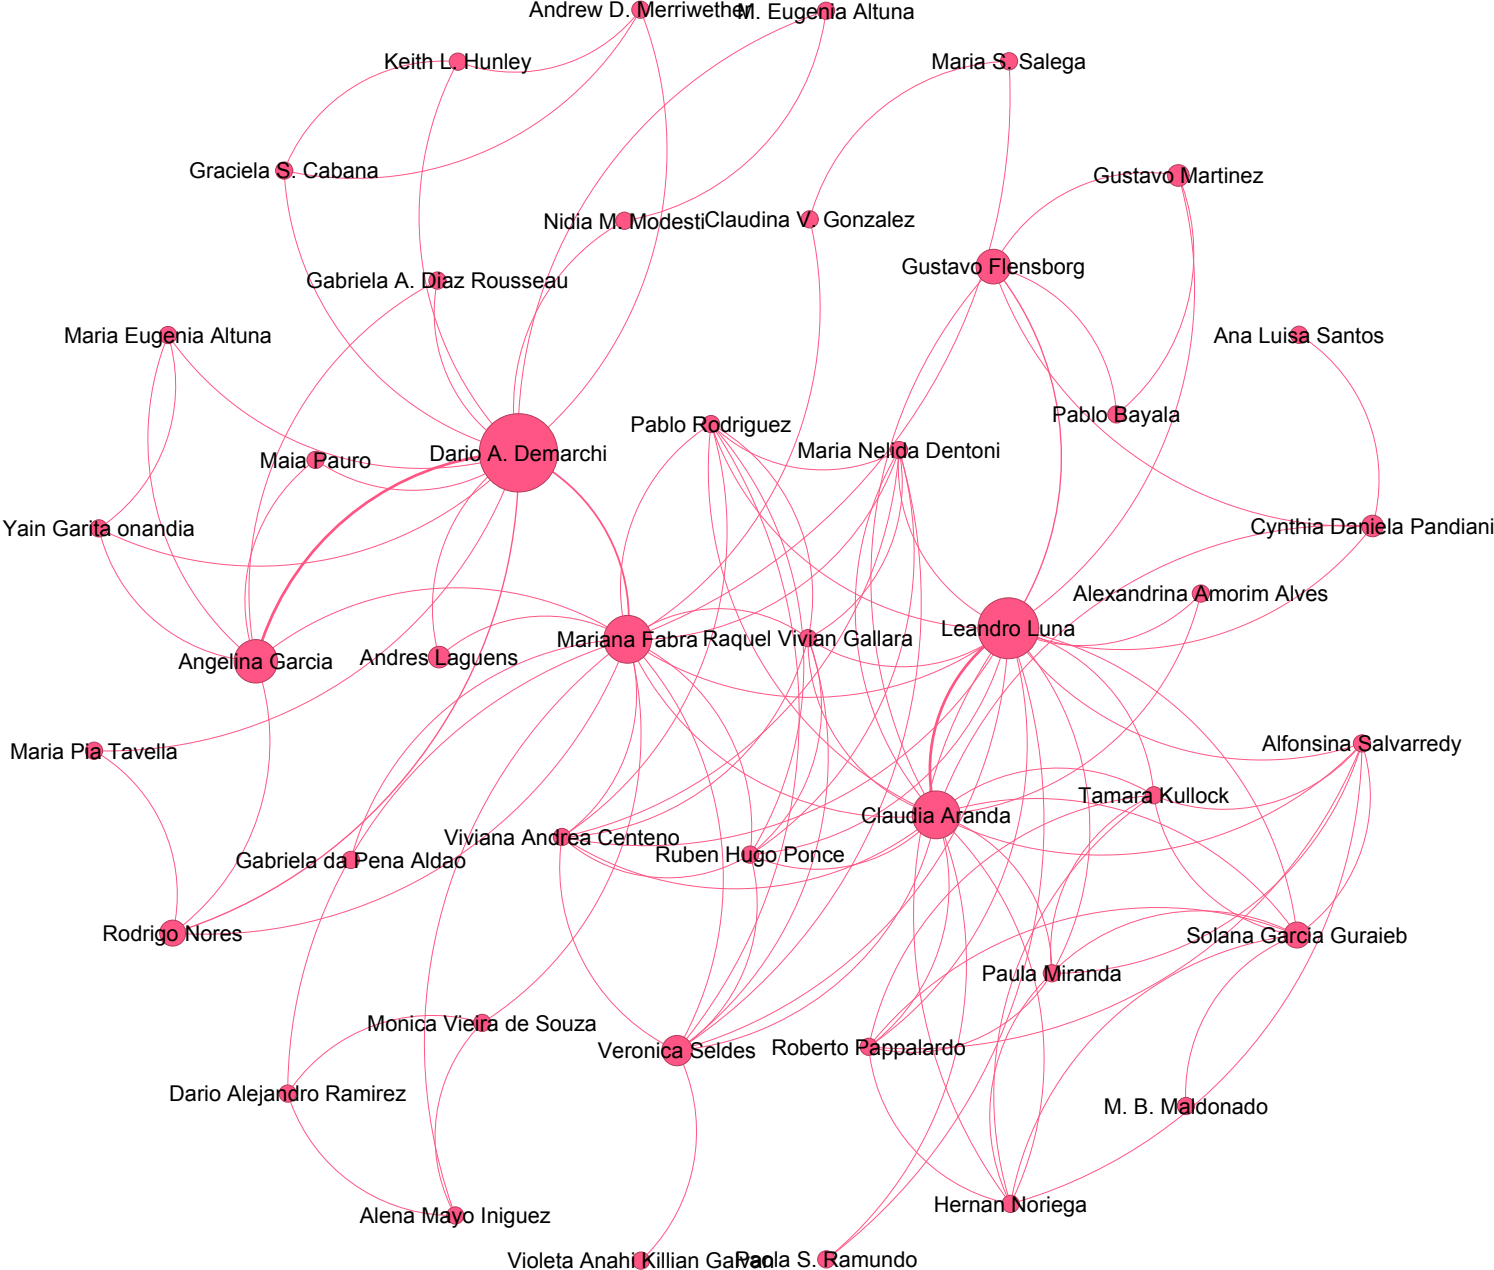 Andrew D. Merriwether
M. Eugenia Altuna
Keith L. Hunley
Maria S. Salega
Graciela S. Cabana
Gustavo Martinez
Nidia M. Modesti
Claudina V. Gonzalez
Gustavo Flensborg
Gabriela A. Diaz Rousseau
Maria Eugenia Altuna
Ana Luisa Santos
Pablo Bayala
Pablo Rodriguez
Maria Nelida Dentoni
Dario A. Demarchi
Maia Pauro
Yain Garita onandia
Cynthia Daniela Pandiani
Alexandrina Amorim Alves
Leandro Luna
Mariana Fabra
Raquel Vivian Gallara
Angelina Garcia
Andres Laguens
Maria Pia Tavella
Alfonsina Salvarredy
Tamara Kullock
Claudia Aranda
Viviana Andrea Centeno
Ruben Hugo Ponce
Gabriela da Pena Aldao
Rodrigo Nores
Solana Garcia Guraieb
Paula Miranda
Monica Vieira de Souza
Veronica Seldes
Roberto Pappalardo
Dario Alejandro Ramirez
M. B. Maldonado
Hernan Noriega
Alena Mayo Iniguez
Violeta Anahi Killian Galvan
Paola S. Ramundo